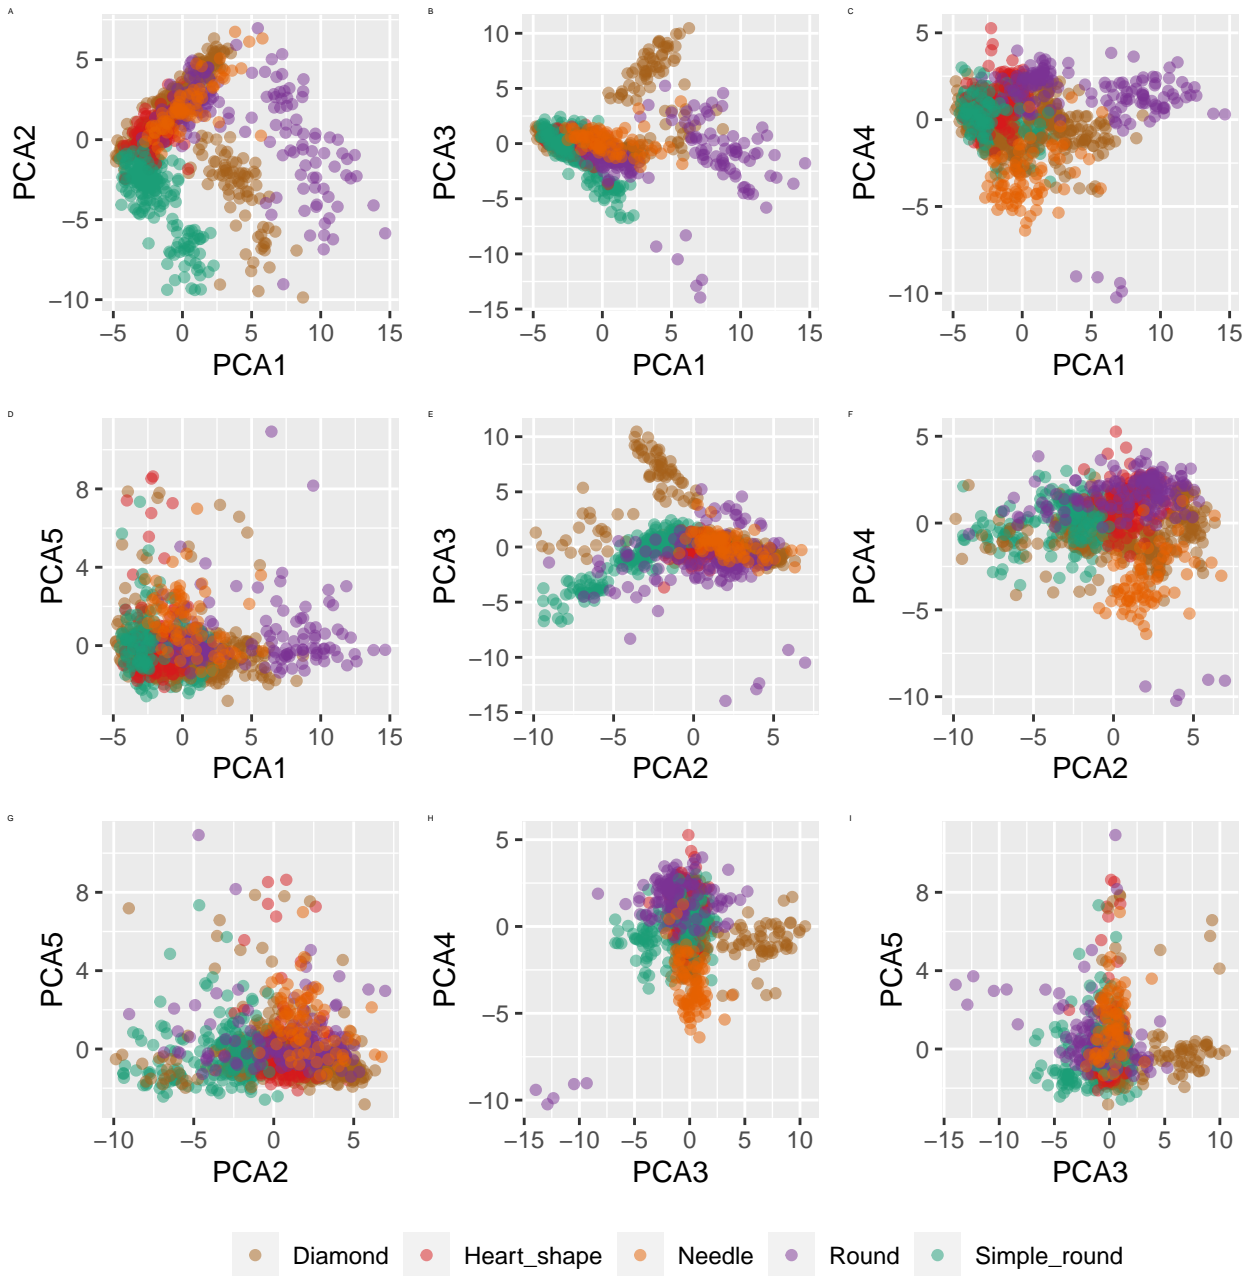 A B C
5
0
−5
−10
PCA2
−5 0 5 10 15
PCA1
10
5
0
−5
−10
−15
PCA3
−5 0 5 10 15
PCA1
5
0
−5
−10
PCA4
−5 0 5 10 15
PCA1
D E F
8
4
0
PCA5
−5 0 5 10 15
PCA1
10
5
0
−5
−10
−15
PCA3
−10 −5 0 5
PCA2
5
0
−5
−10
PCA4
−10 −5 0 5
PCA2
G H I
8
4
0
PCA5
−10 −5 0 5
PCA2
5
0
−5
−10
PCA4
−15 −10 −5 0 5 10
PCA3
8
4
0
PCA5
−15 −10 −5 0 5 10
PCA3
Diamond Heart_shape Needle Round Simple_round